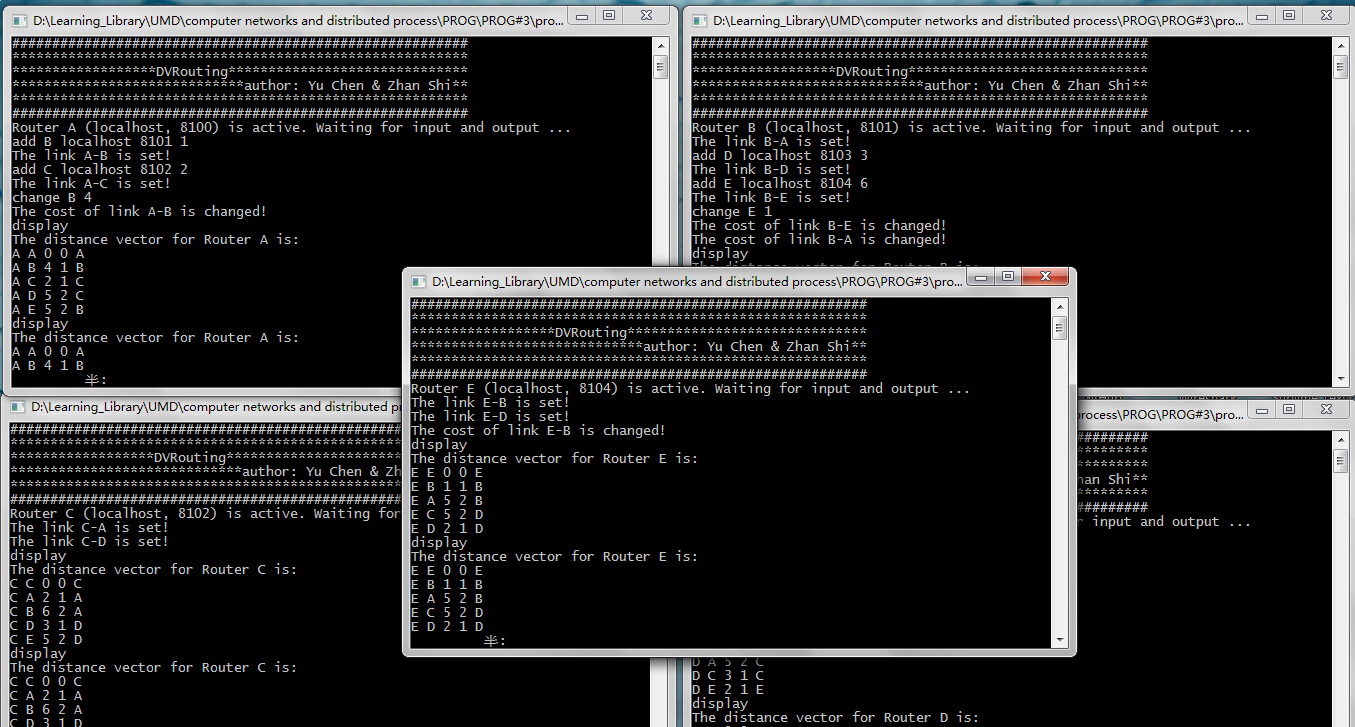 D:\Learning_Library\UMD\computer networks and distributed process\PROG\PROG#3\pro...
#########################################################
*********************************************************
******************DVRouting******************************
*****************************author: Yu Chen & Zhan Shi**
*********************************************************
#########################################################
Router A (localhost, 8100) is active. Waiting for input and output ...
add B localhost 8101 1
The link A-B is set!
add C localhost 8102 2
The link A-C is set!
change B 4
The cost of link A-B is changed!
display
The distance vector for Router A is:
A A 0 0 A
A B 4 1 B
A C 2 1 C
A D 5 2 C
A E 5 2 B
display
The distance vector for Router A is:
A A 0 0 A
A B 4 1 B
半:
D:\Learning_Library\UMD\computer networks and distributed process\PROG\PROG#3\pro...
#########################################################
*********************************************************
******************DVRouting******************************
*****************************author: Yu Chen & Zhan Shi**
*********************************************************
#########################################################
Router B (localhost, 8101) is active. Waiting for input and output ...
The link B-A is set!
add D localhost 8103 3
The link B-D is set!
add E localhost 8104 6
The link B-E is set!
change E 1
The cost of link B-E is changed!
The cost of link B-A is changed!
display
D:\Learning_Library\UMD\computer networks and distributed process\PROG\PROG#3\pro...
#########################################################
*********************************************************
******************DVRouting******************************
*****************************author: Yu Chen & Zhan Shi**
*********************************************************
#########################################################
Router E (localhost, 8104) is active. Waiting for input and output ...
The link E-B is set!
The link E-D is set!
The cost of link E-B is changed!
display
The distance vector for Router E is:
E E 0 0 E
E B 1 1 B
E A 5 2 B
E C 5 2 D
E D 2 1 D
display
The distance vector for Router E is:
E E 0 0 E
E B 1 1 B
E A 5 2 B
E C 5 2 D
E D 2 1 D
半:
D:\Learning_Library\UMD\computer networks and distributed p
#################################################
*************************************************
******************DVRouting**********************
*****************************author: Yu Chen & Zh
*************************************************
#################################################
Router C (localhost, 8102) is active. Waiting for
The link C-A is set!
The link C-D is set!
display
The distance vector for Router C is:
C C 0 0 C
C A 2 1 A
C B 6 2 A
C D 3 1 D
C E 5 2 D
display
The distance vector for Router C is:
C C 0 0 C
C A 2 1 A
C B 6 2 A
C D 3 1 D
process\PROG\PROG#3\pro...
#########
*********
*********
han Shi**
*********
#########
input and output ...
D A 5 2 C
D C 3 1 C
D E 2 1 E
display
The distance vector for Router D is: